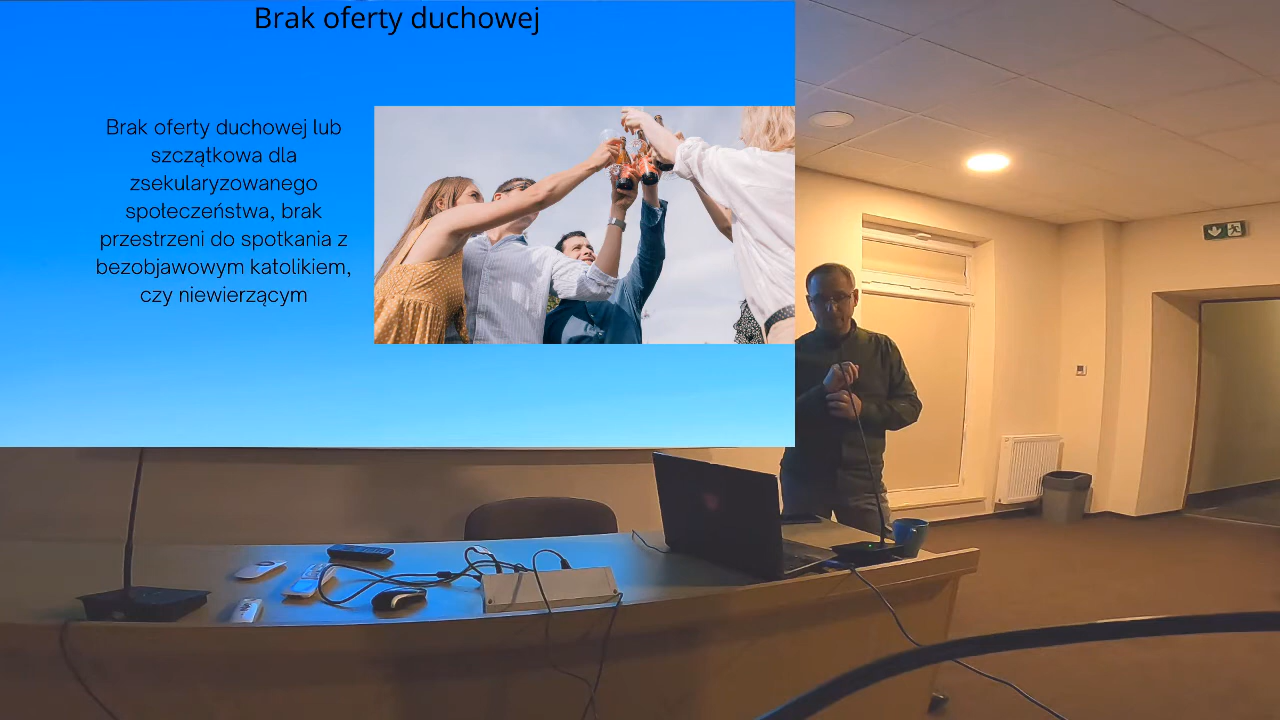 Brak oferty duchowej
Brak oferty duchowej lub
szczątkowa dla
zsekularyzowanego
społeczeństwa, brak
przestrzeni do spotkania z
bezobjawowym katolikiem,
czy niewierzącym